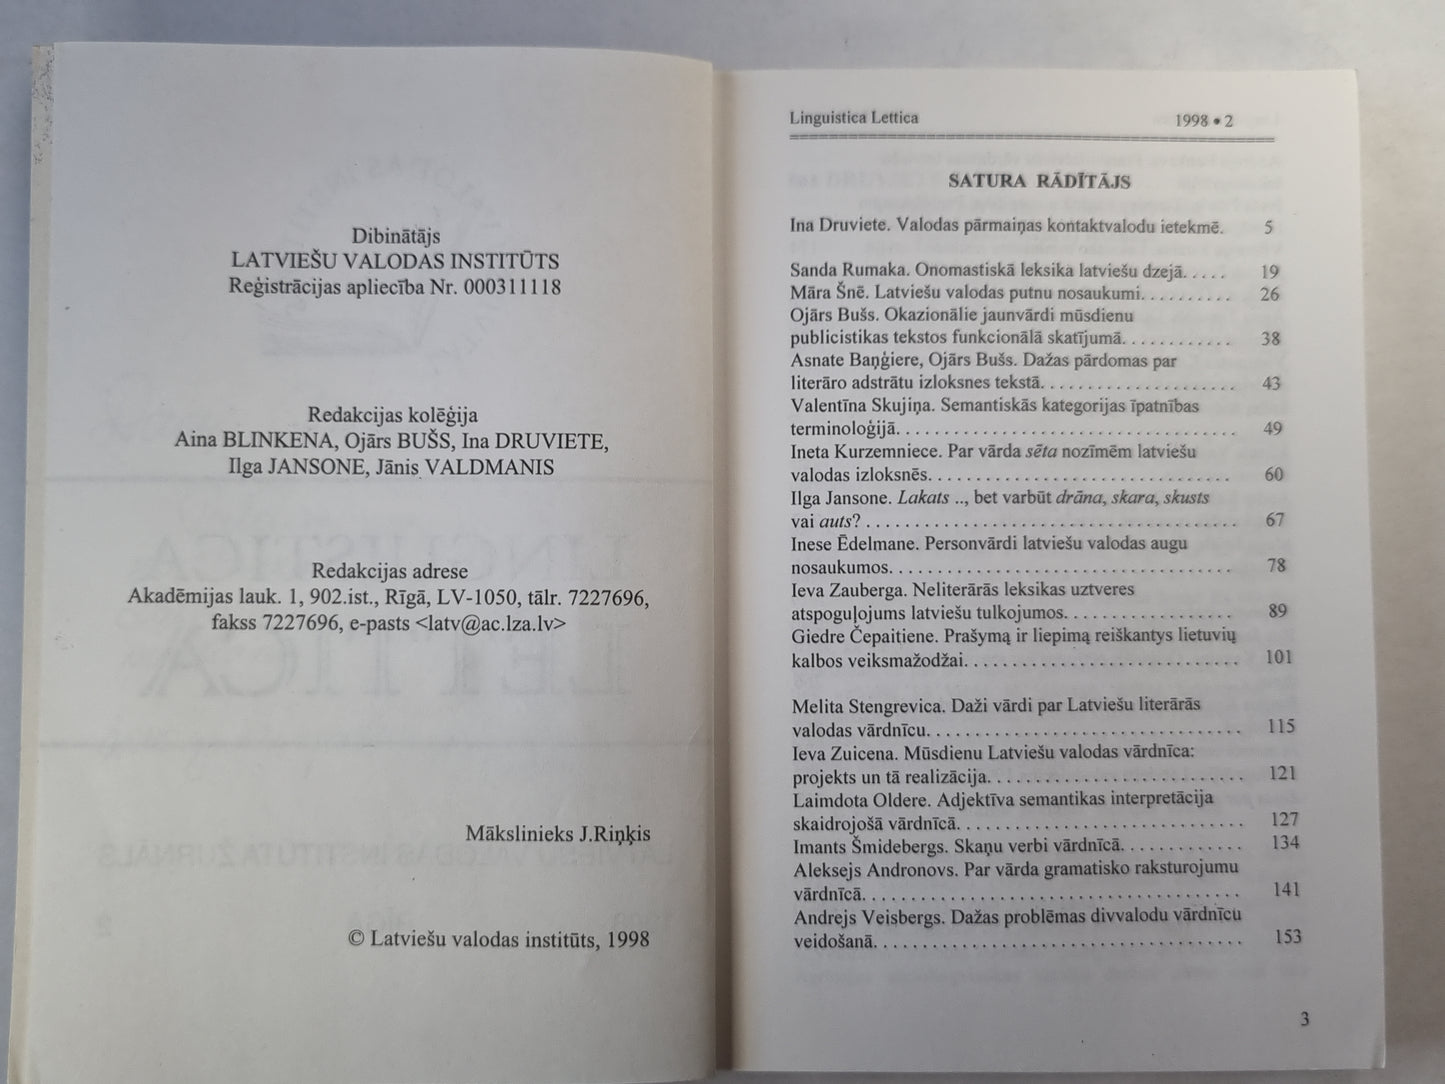 Dibinātājs
LATVIEŠU VALODAS INSTITŪTS
Reģistrācijas apliecība Nr. 000311118
Redakcijas kolēģija
Aina BLINKENA, Ojārs BUŠS, Ina DRUVIETE,
Ilga JANSONE, Jānis VALDMANIS
Redakcijas adrese
Akadēmijas lauk. 1, 902.ist., Rīgā, LV-1050, tālr. 7227696,
fakss 7227696, e-pasts <latv@ac.lza.lv>
Mākslinieks J.Riņķis
© Latviešu valodas institūts, 1998
Linguistica Lettica 1998 • 2
SATURA RĀDĪTĀJS
Ina Druviete. Valodas pārmaiņas kontaktvalodu ietekmē. 5
Sanda Rumaka. Onomastiskā leksika latviešu dzejā. . . . . 19
Māra Šnē. Latviešu valodas putnu nosaukumi. . . . . . . . . 26
Ojārs Bušs. Okazionālie jaunvārdi mūsdienu
publicistikas tekstos funkcionālā skatījumā. . . . . . . . . . . 38
Asnate Baņģiere, Ojārs Bušs. Dažas pārdomas par
literāro adstrātu izloksnes tekstā. . . . . . . . . . . . . . . . . . . . 43
Valentīna Skujiņa. Semantiskās kategorijas īpatnības
terminoloģijā. . . . . . . . . . . . . . . . . . . . . . . . . . . . . . . . . . 49
Ineta Kurzemniece. Par vārda sēta nozīmēm latviešu
valodas izloksnēs. . . . . . . . . . . . . . . . . . . . . . . . . . . . . . 60
Ilga Jansone. Lakats .., bet varbūt drāna, skara, skusts
vai auts? . . . . . . . . . . . . . . . . . . . . . . . . . . . . . . . . . . . . . 67
Inese Ēdelmane. Personvārdi latviešu valodas augu
nosaukumos. . . . . . . . . . . . . . . . . . . . . . . . . . . . . . . . . . 78
Ieva Zauberga. Neliterārās leksikas uztveres
atspoguļojums latviešu tulkojumos. . . . . . . . . . . . . . . . . 89
Giedre Čepaitiene. Prašymą ir liepimą reiškantys lietuvių
kalbos veiksmažodžai. . . . . . . . . . . . . . . . . . . . . . . . . . . 101
Melita Stengrevica. Daži vārdi par Latviešu literārās
valodas vārdnīcu. . . . . . . . . . . . . . . . . . . . . . . . . . . . . . . 115
Ieva Zuicena. Mūsdienu Latviešu valodas vārdnīca:
projekts un tā realizācija. . . . . . . . . . . . . . . . . . . . . . . . . 121
Laimdota Oldere. Adjektīva semantikas interpretācija
skaidrojošā vārdnīcā. . . . . . . . . . . . . . . . . . . . . . . . . . . . 127
Imants Šmidebergs. Skaņu verbi vārdnīcā. . . . . . . . . . . . 134
Aleksejs Andronovs. Par vārda gramatisko raksturojumu
vārdnīcā. . . . . . . . . . . . . . . . . . . . . . . . . . . . . . . . . . . . . 141
Andrejs Veisbergs. Dažas problēmas divvalodu vārdnīcu
veidošanā. . . . . . . . . . . . . . . . . . . . . . . . . . . . . . . . . . . . 153
3